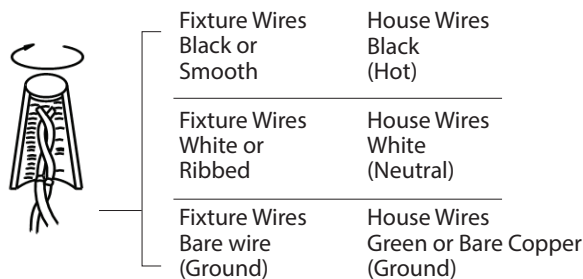 Fixture Wires House Wires
Black or Black
Smooth (Hot)
Fixture Wires House Wires
White or White
Ribbed (Neutral)
Fixture Wires House Wires
Bare wire Green or Bare Copper
(Ground) (Ground)